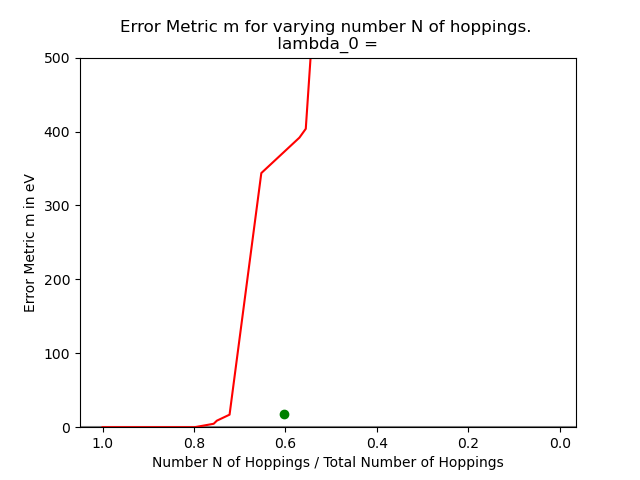 Error Metric m for varying number N of hoppings.
lambda_0 =
500
400
300
200
100
0
Error Metric m in eV
1.0 0.8 0.6 0.4 0.2 0.0
Number N of Hoppings / Total Number of Hoppings